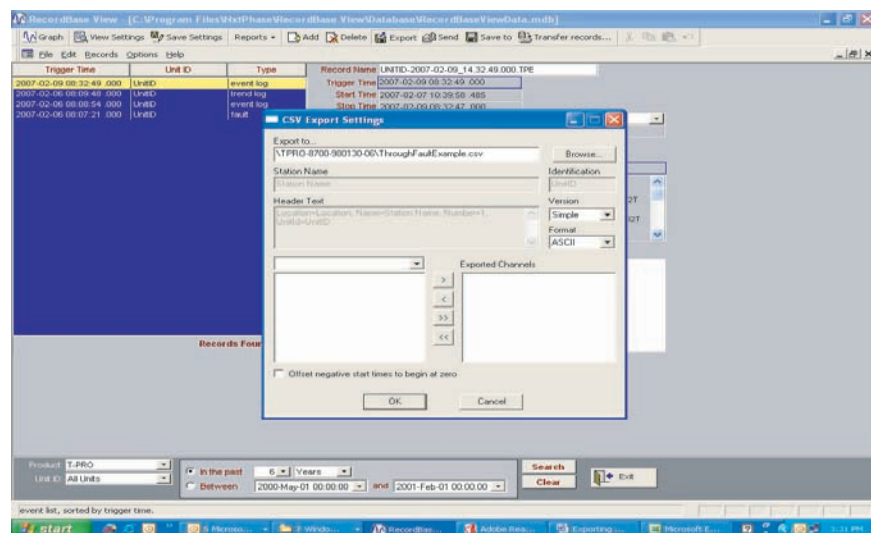 RecordBase View - [C:\Program Files\NxtPhase\RecordBase View\Database\RecordBaseViewData.mdb]
Graph View Settings Save Settings Reports Add Delete Export Send Save to Transfer records...
File Edit Records Options Help
Trigger Time Unit ID Type
2007-02-09 08:32:49 .000 UnitID event log
2007-02-06 08:09:48 .000 UnitID trend log
2007-02-06 08:08:54 .000 UnitID event log
2007-02-06 08:07:21 .000 UnitID fault
Record Name UNITID-2007-02-09_14.32.49.000.TPE
Trigger Time 2007-02-09 08:32:49 .000
Start Time 2007-02-07 10:39:58 .485
Stop Time 2007-02-09 08:32:47 .000
CSV Export Settings
Export to...
\TPRO-8700-980130-06\ThroughFaultExample.csv Browse...
Station Name Identification
Station Name UnitID
Header Text Version
Location=Location, Name=Station Name, Number=1,
UnitId=UnitID
Simple
Format
ASCII
Exported Channels
>
<
>>
<<
Offset negative start times to begin at zero
OK Cancel
2T
Records Four
Product T-PRO
Unit ID All Units
In the past 6 Years
Between 2000-May-01 00:00:00 and 2001-Feb-01 00:00:00
Search
Clear
Exit
event list, sorted by trigger time.
start 5 Microso... 3 Windo... RecordBas... Adobe Rea... Exporting ... Microsoft E... 3:31 PM